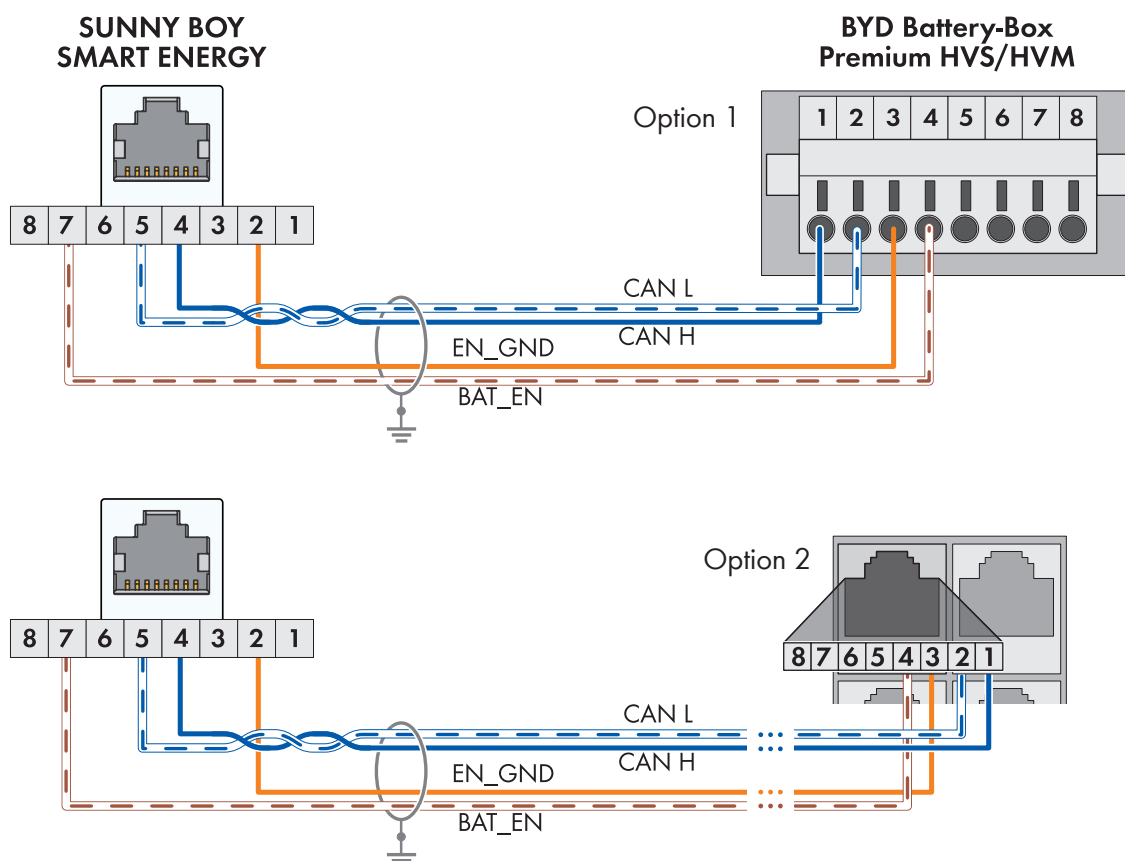 SUNNY BOY
SMART ENERGY
BYD Battery-Box
Premium HVS/HVM
Option 1
1 2 3 4 5 6 7 8
8 7 6 5 4 3 2 1
CAN L
CAN H
EN_GND
BAT_EN
Option 2
8 7 6 5 4 3 2 1
8 7 6 5 4 3 2 1
CAN L
CAN H
EN_GND
BAT_EN